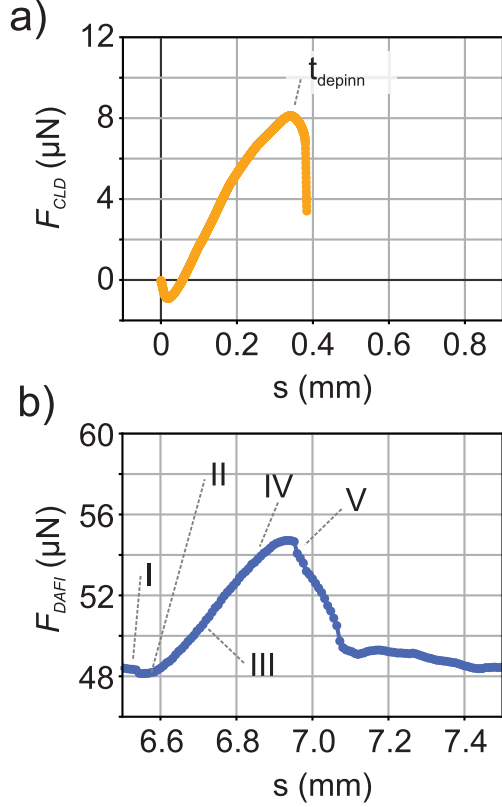 a)
12
8
4
0
F_CLD (μN)
t_depinn
0 0.2 0.4 0.6 0.8
s (mm)
b)
60
56
52
48
F_DAFI (μN)
I
II
III
IV
V
6.6 6.8 7.0 7.2 7.4
s (mm)